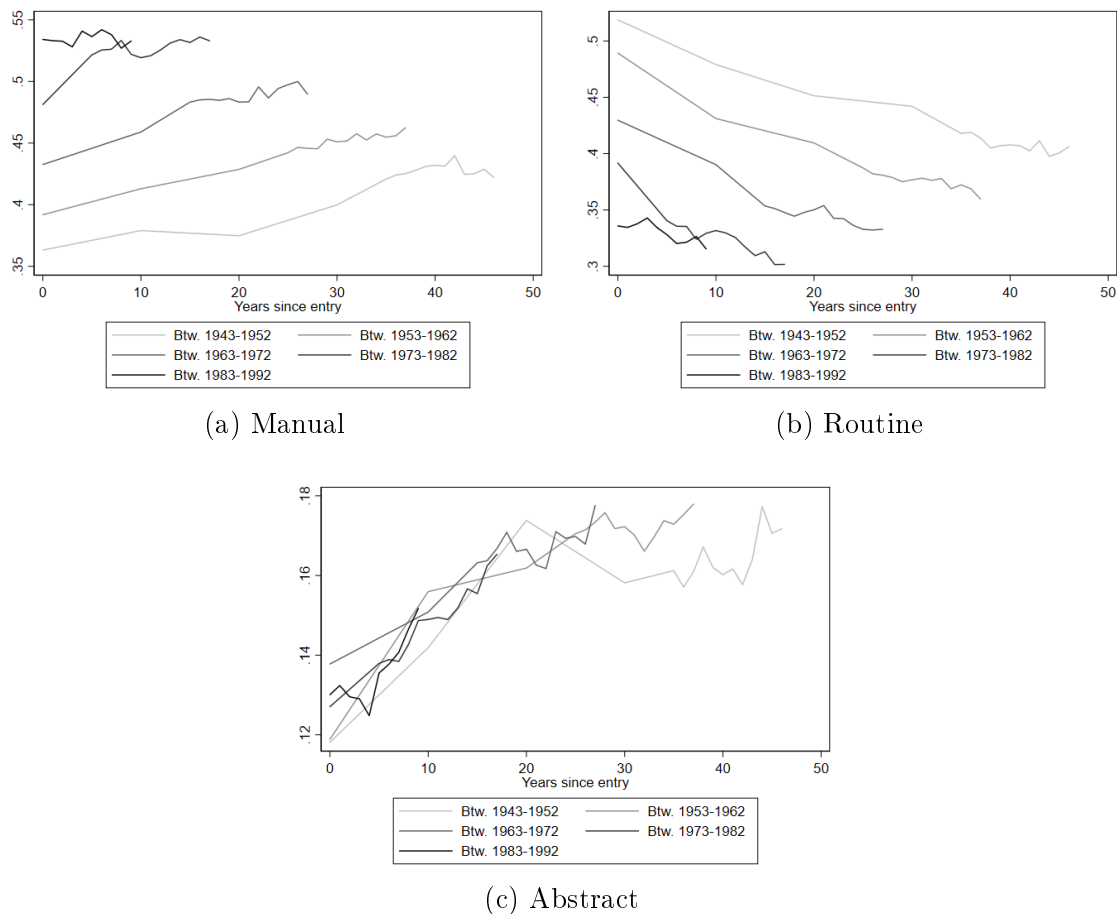 .55
.5
.45
.4
.35
0 10 20 30 40 50
Years since entry
Btw. 1943-1952 Btw. 1953-1962
Btw. 1963-1972 Btw. 1973-1982
Btw. 1983-1992
(a) Manual
.5
.45
.4
.35
.3
0 10 20 30 40 50
Years since entry
Btw. 1943-1952 Btw. 1953-1962
Btw. 1963-1972 Btw. 1973-1982
Btw. 1983-1992
(b) Routine
.18
.16
.14
.12
0 10 20 30 40 50
Years since entry
Btw. 1943-1952 Btw. 1953-1962
Btw. 1963-1972 Btw. 1973-1982
Btw. 1983-1992
(c) Abstract